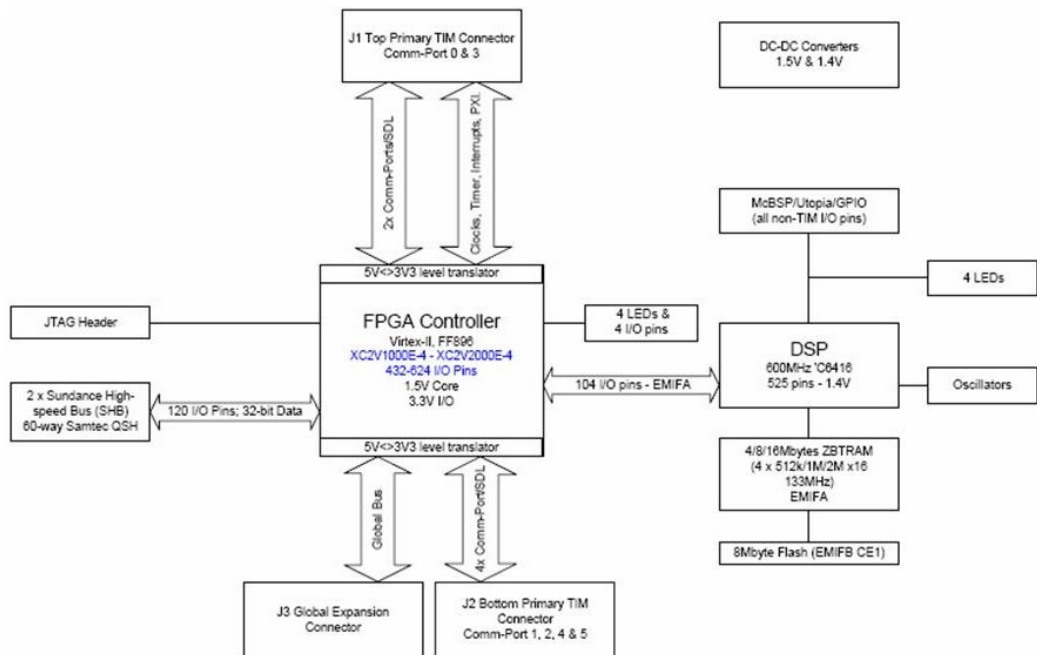 J1 Top Primary TIM Connector
Comm-Port 0 & 3
DC-DC Converters
1.5V & 1.4V
2x Comm-Ports/SDL
Clocks, Timer, Interrupts, PXI.
McBSP/Utopia/GPIO
(all non-TIM I/O pins)
5V<>3V3 level translator
4 LEDs
JTAG Header
FPGA Controller
Virtex-II, FF896
XC2V1000E-4 - XC2V2000E-4
432-624 I/O Pins
1.5V Core
3.3V I/O
4 LEDs &
4 I/O pins
DSP
600MHz 'C6416
525 pins - 1.4V
Oscillators
104 I/O pins - EMIFA
2 x Sundance High-
speed Bus (SHB)
60-way Samtec QSH
120 I/O Pins; 32-bit Data
5V<>3V3 level translator
4/8/16Mbytes ZBTRAM
(4 x 512k/1M/2M x16
133MHz)
EMIFA
Global Bus
4x Comm-Port/SDL
8Mbyte Flash (EMIFB CE1)
J3 Global Expansion
Connector
J2 Bottom Primary TIM
Connector
Comm-Port 1, 2, 4 & 5